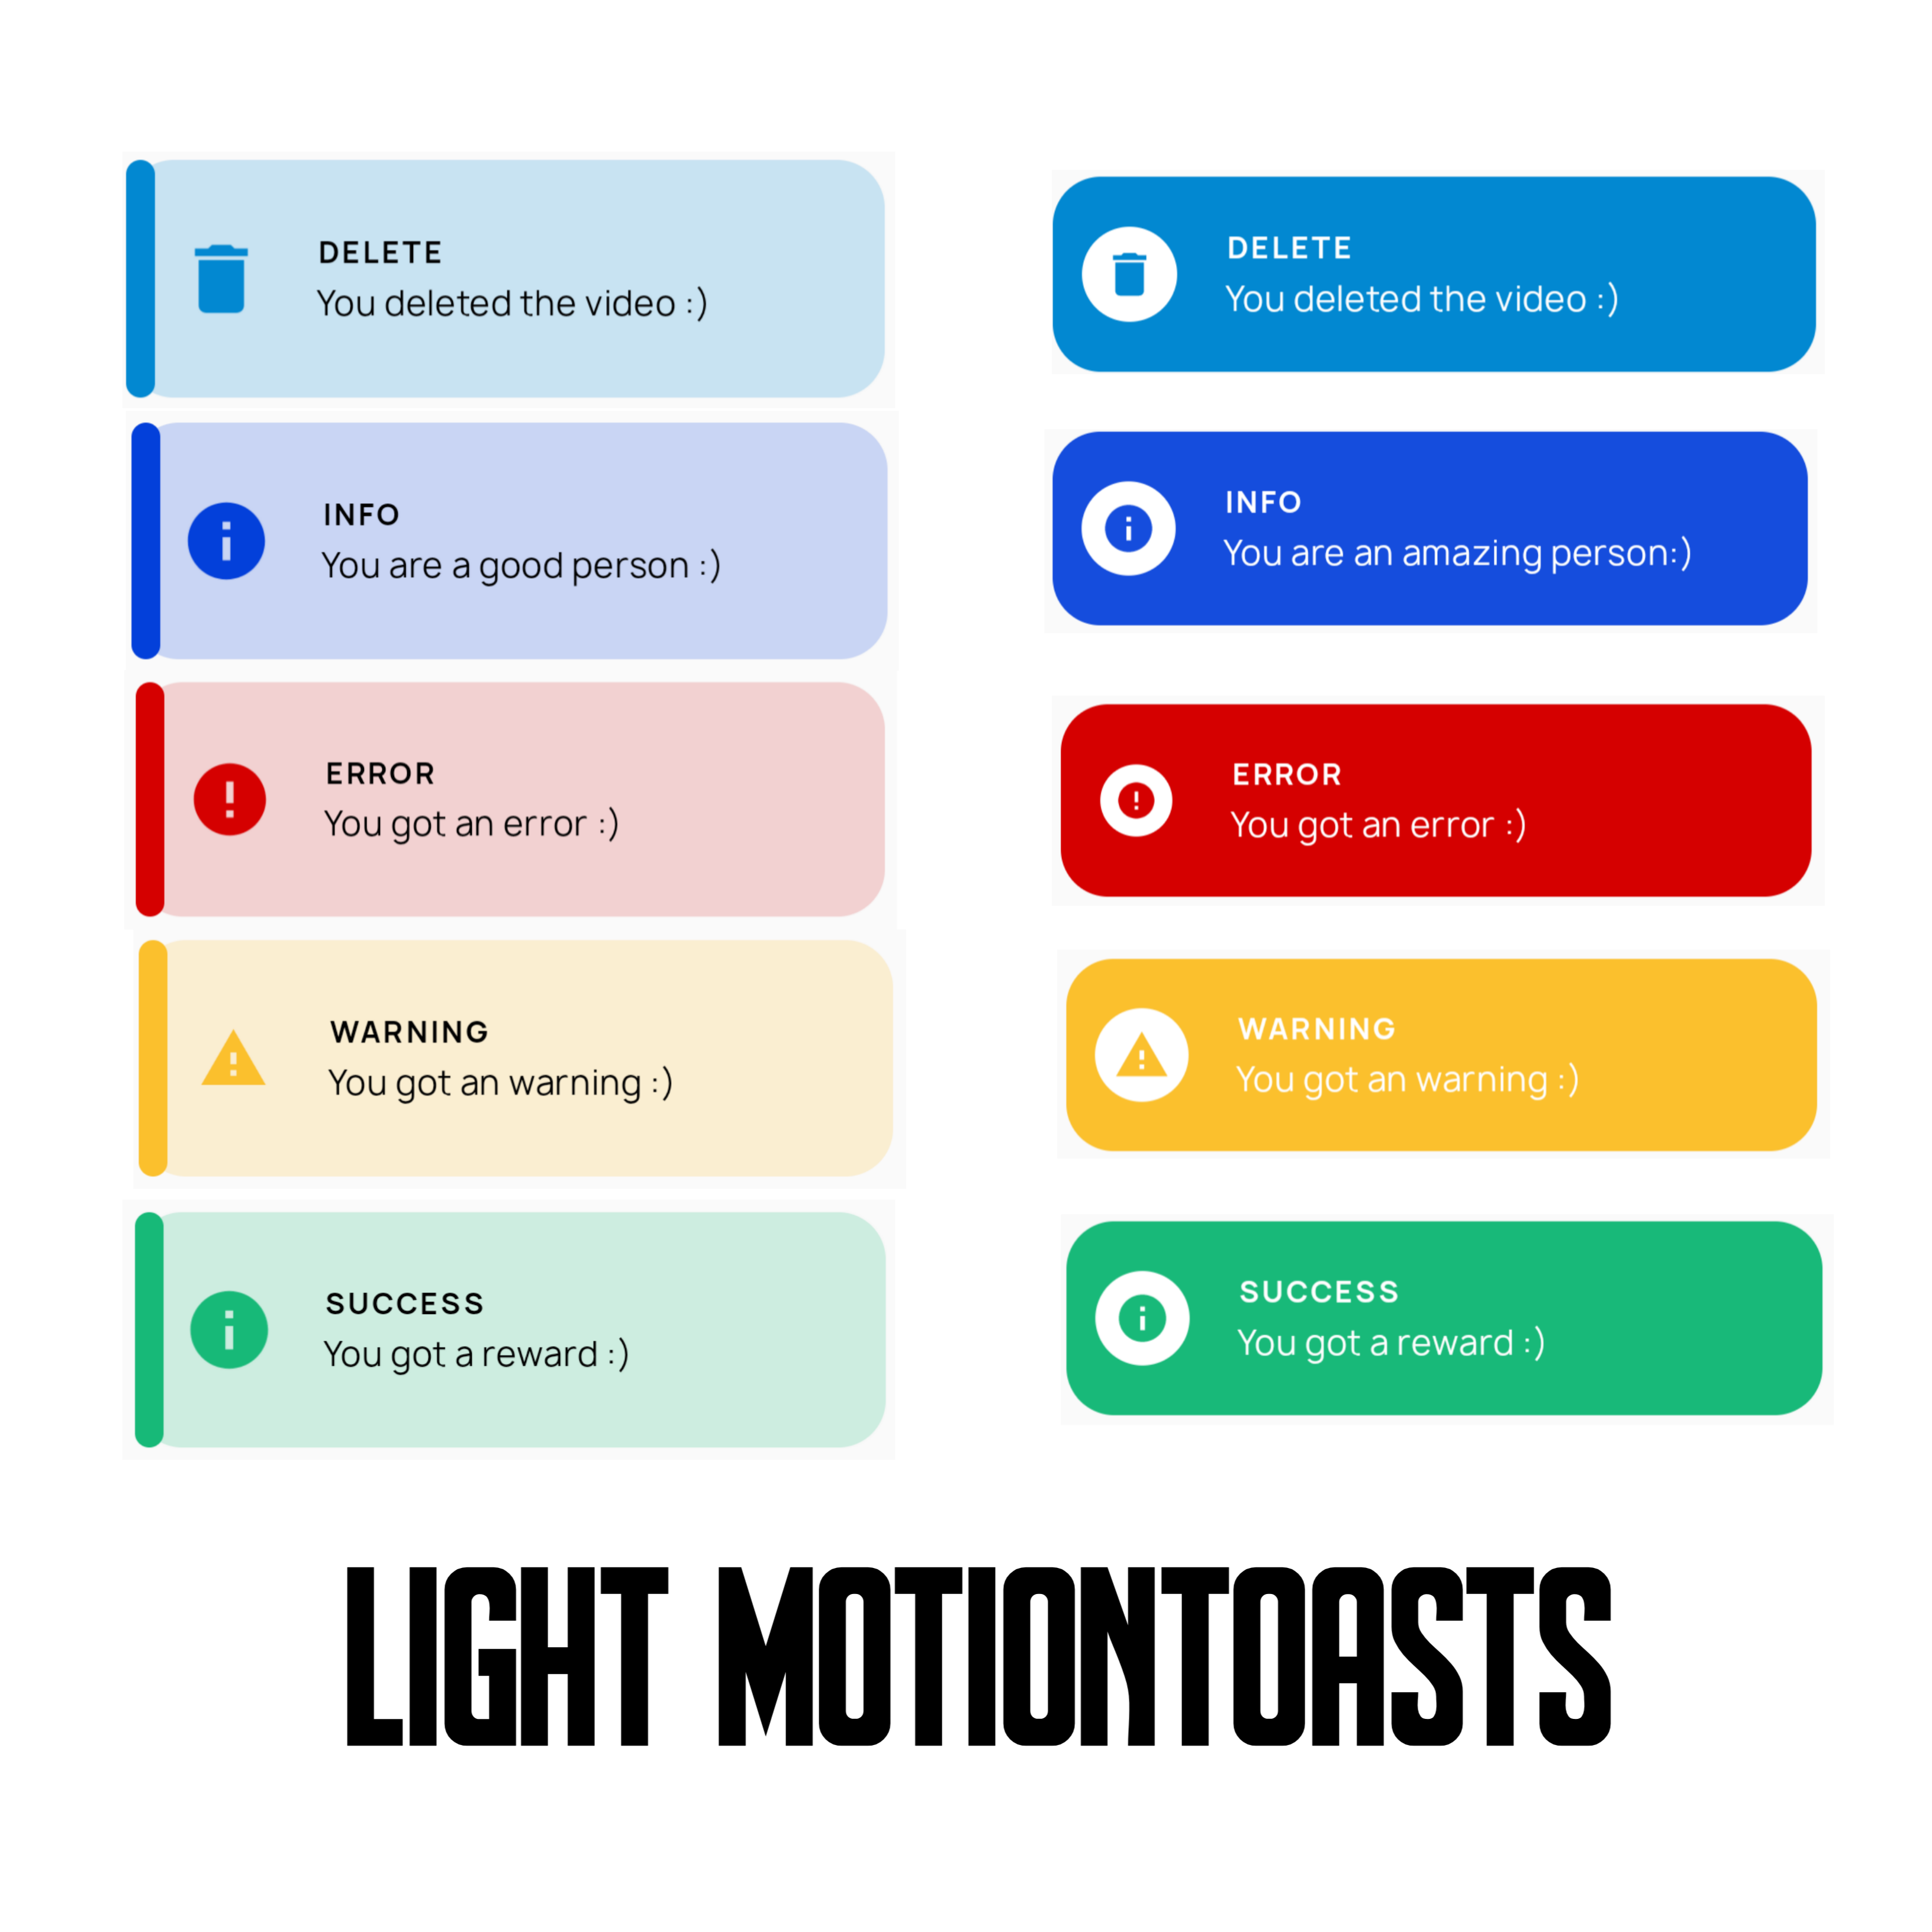 DELETE
You deleted the video :)
INFO
You are a good person :)
ERROR
You got an error :)
WARNING
You got an warning :)
SUCCESS
You got a reward :)
DELETE
You deleted the video :)
INFO
You are an amazing person:)
ERROR
You got an error :)
WARNING
You got an warning :)
SUCCESS
You got a reward :)
LIGHT MOTIONTOASTS